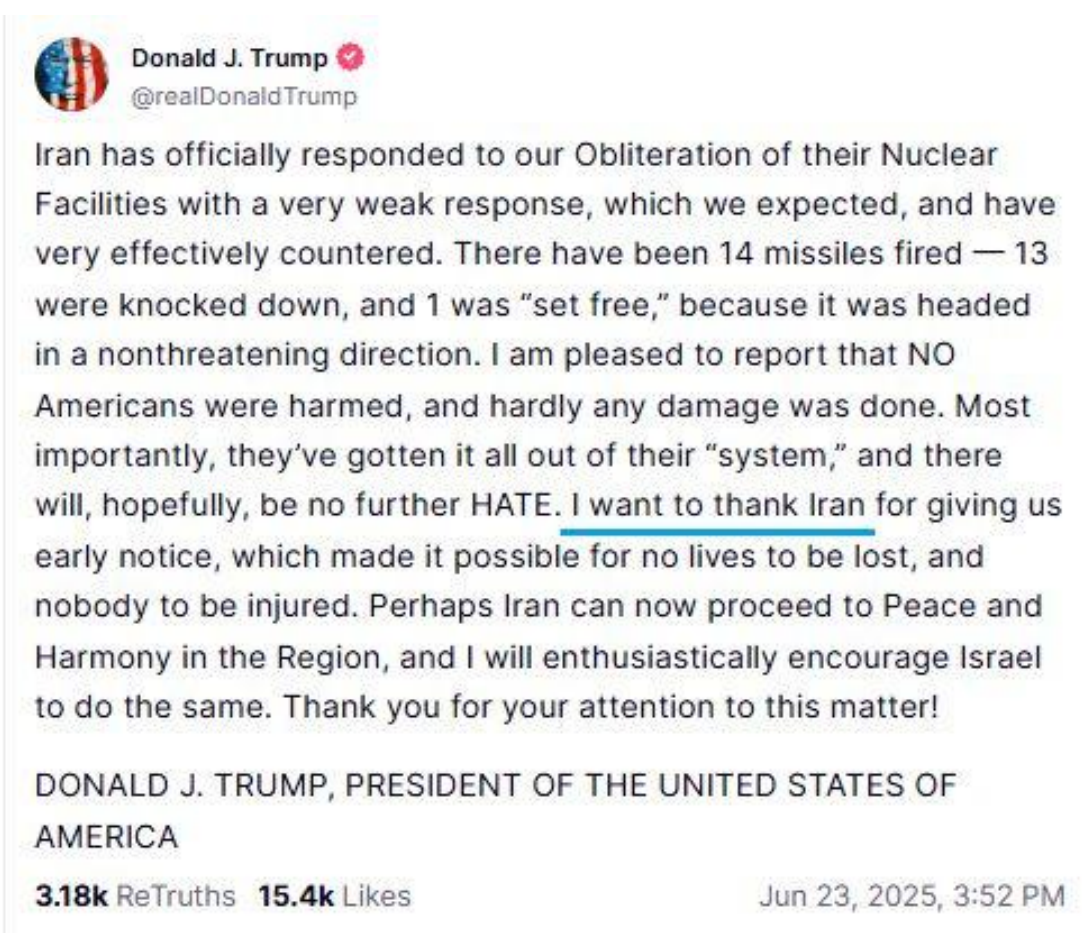 Donald J. Trump
@realDonaldTrump
Iran has officially responded to our Obliteration of their Nuclear
Facilities with a very weak response, which we expected, and have
very effectively countered. There have been 14 missiles fired — 13
were knocked down, and 1 was “set free,” because it was headed
in a nonthreatening direction. I am pleased to report that NO
Americans were harmed, and hardly any damage was done. Most
importantly, they’ve gotten it all out of their “system,” and there
will, hopefully, be no further HATE. I want to thank Iran for giving us
early notice, which made it possible for no lives to be lost, and
nobody to be injured. Perhaps Iran can now proceed to Peace and
Harmony in the Region, and I will enthusiastically encourage Israel
to do the same. Thank you for your attention to this matter!
DONALD J. TRUMP, PRESIDENT OF THE UNITED STATES OF
AMERICA
3.18k ReTruths 15.4k Likes Jun 23, 2025, 3:52 PM